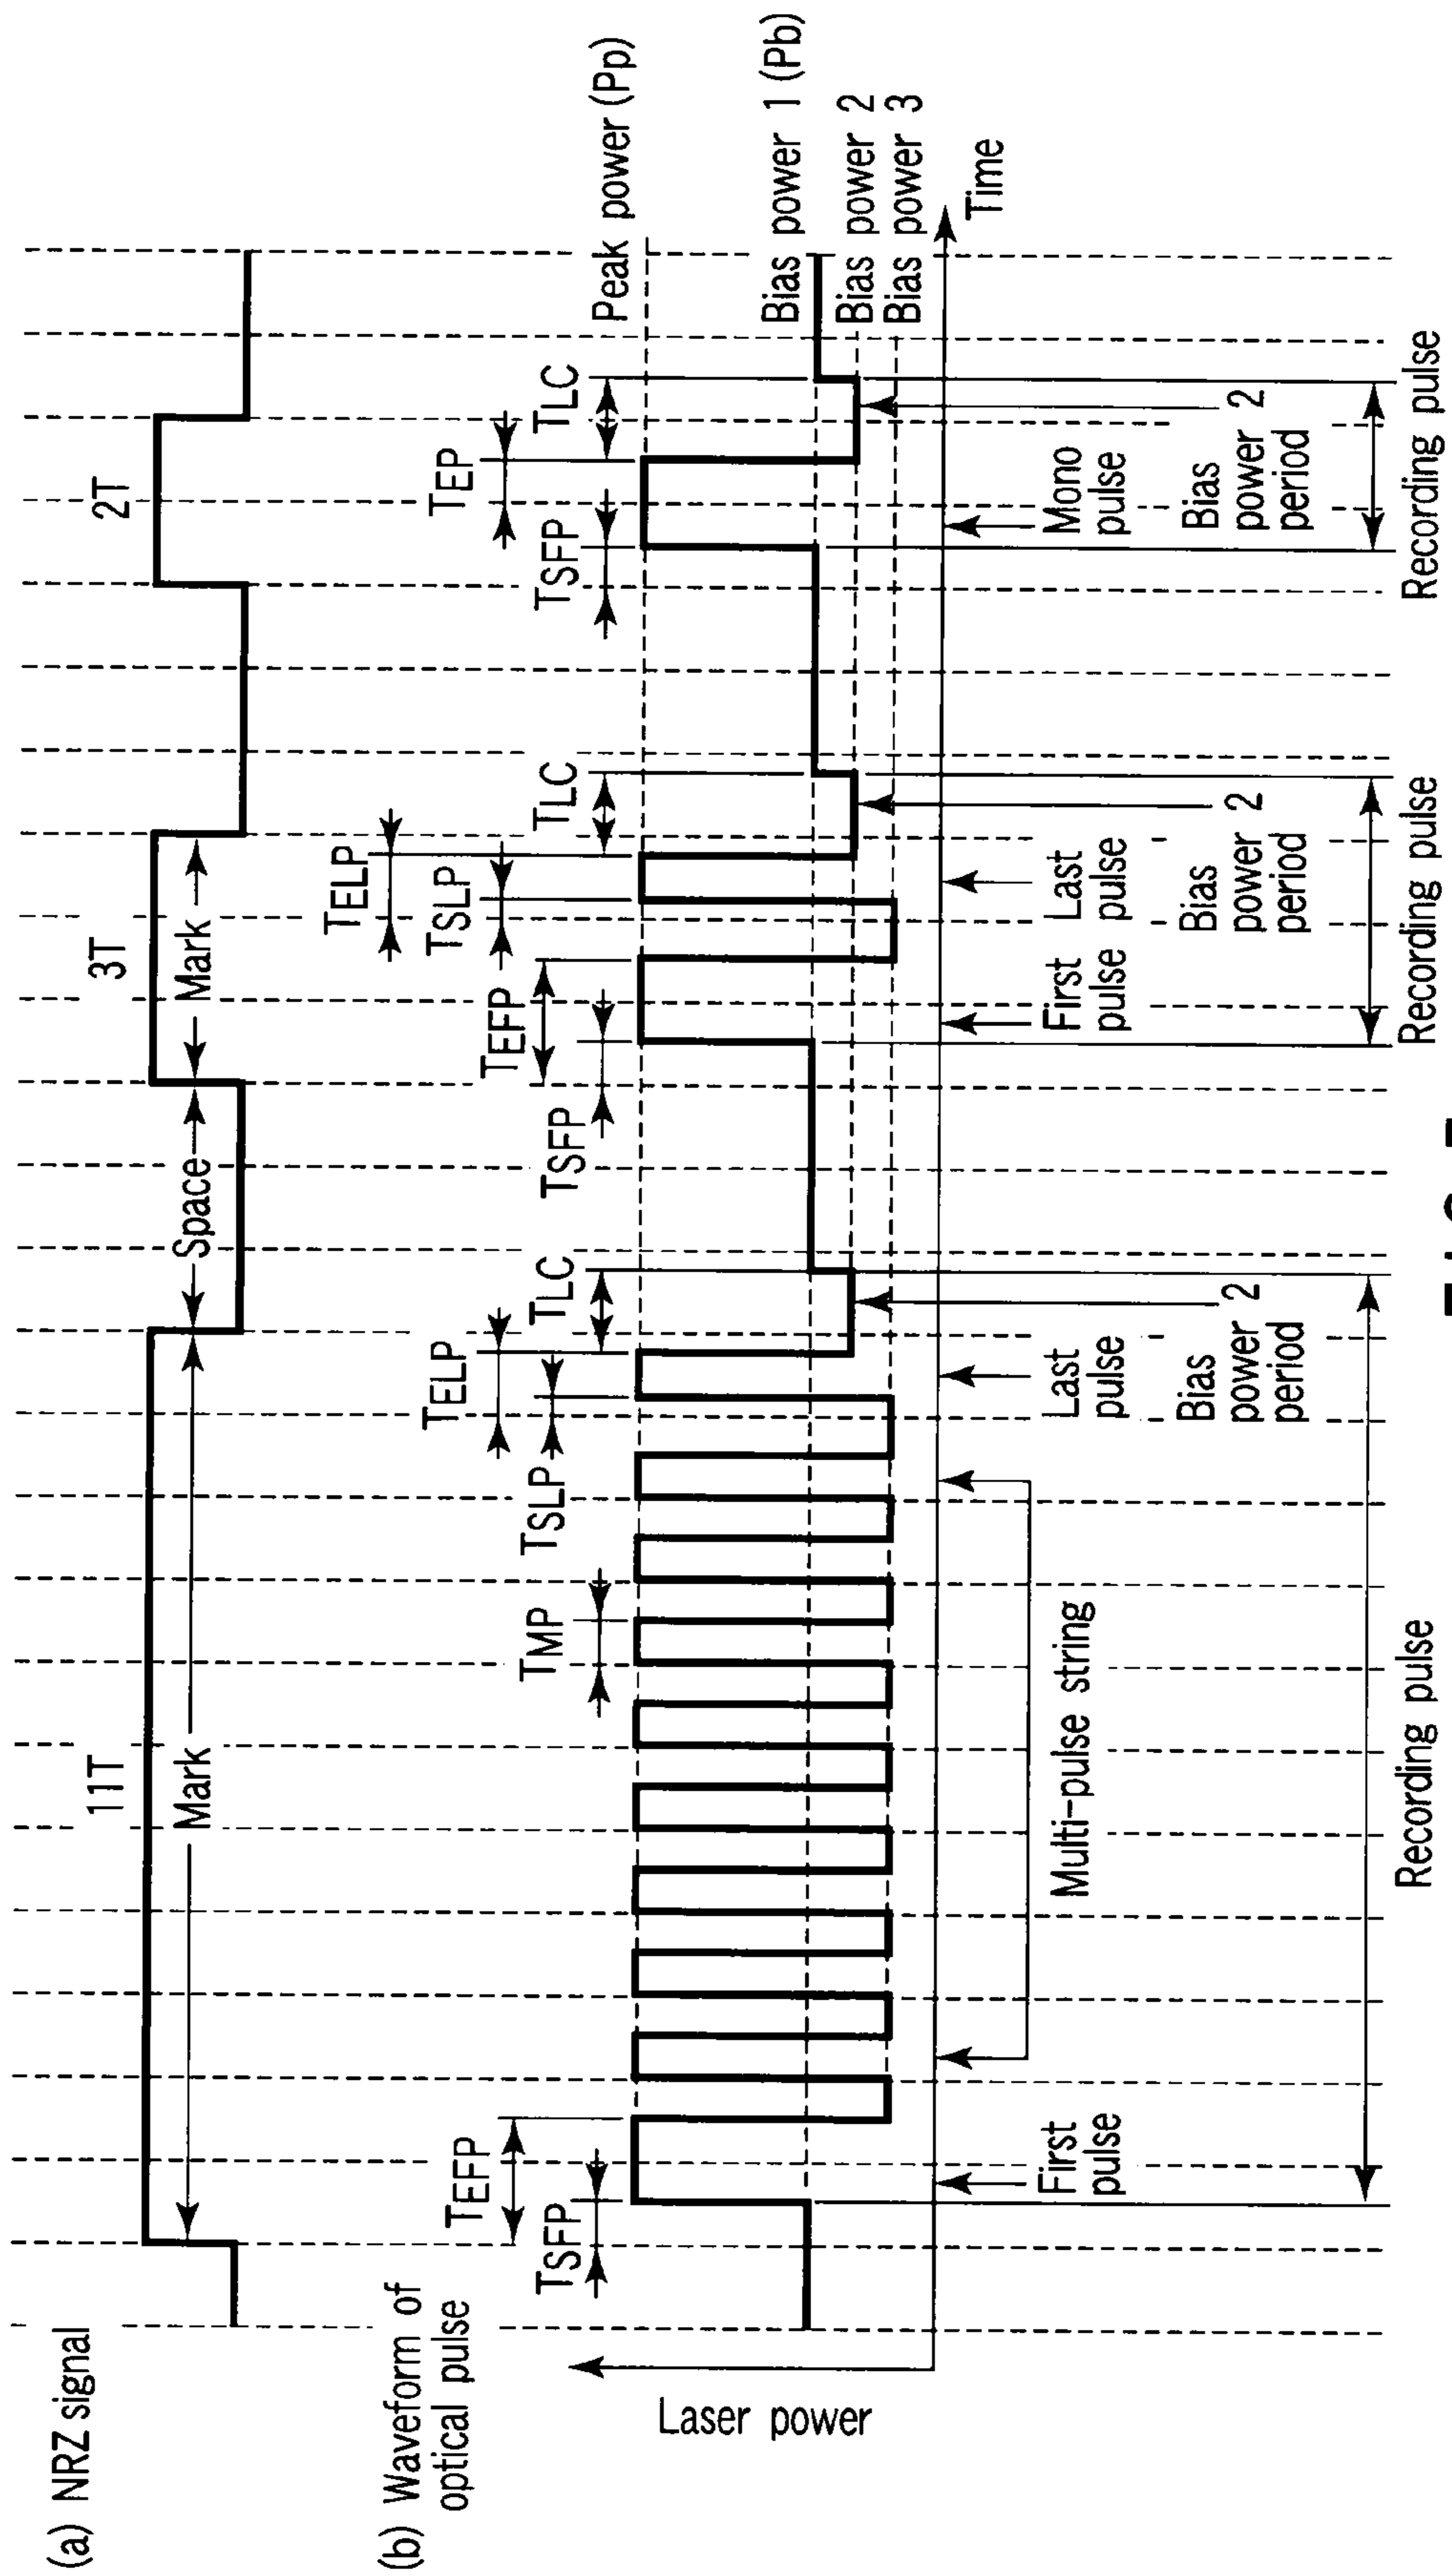 (a) NRZ signal
11T
3T
2T
Mark
Space
Mark
(b) Waveform of
optical pulse
TSFP
TEFP
TMP
TSLP
TELP
TLC
TSFP
TEFP
TSLP
TELP
TLC
TSFP
TEP
TLC
Peak power (Pp)
Bias power 1 (Pb)
Bias power 2
Bias power 3
Laser power
Time
First
pulse
Multi-pulse string
Last
pulse
Bias
power 2
period
First
pulse
Last
pulse
Bias
power 2
period
Mono
pulse
Bias
power 2
period
Recording pulse
Recording pulse
Recording pulse